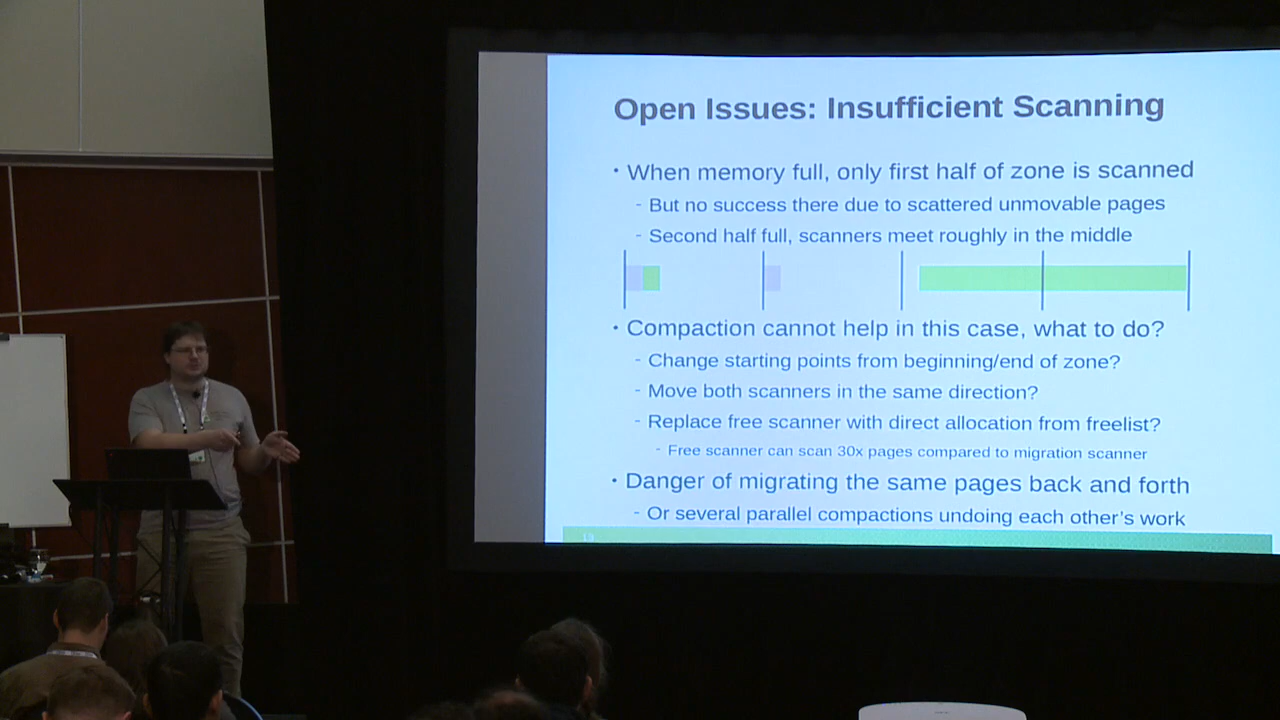 Open Issues: Insufficient Scanning
· When memory full, only first half of zone is scanned
- But no success there due to scattered unmovable pages
- Second half full, scanners meet roughly in the middle
· Compaction cannot help in this case, what to do?
- Change starting points from beginning/end of zone?
- Move both scanners in the same direction?
- Replace free scanner with direct allocation from freelist?
- Free scanner can scan 30x pages compared to migration scanner
· Danger of migrating the same pages back and forth
- Or several parallel compactions undoing each other's work